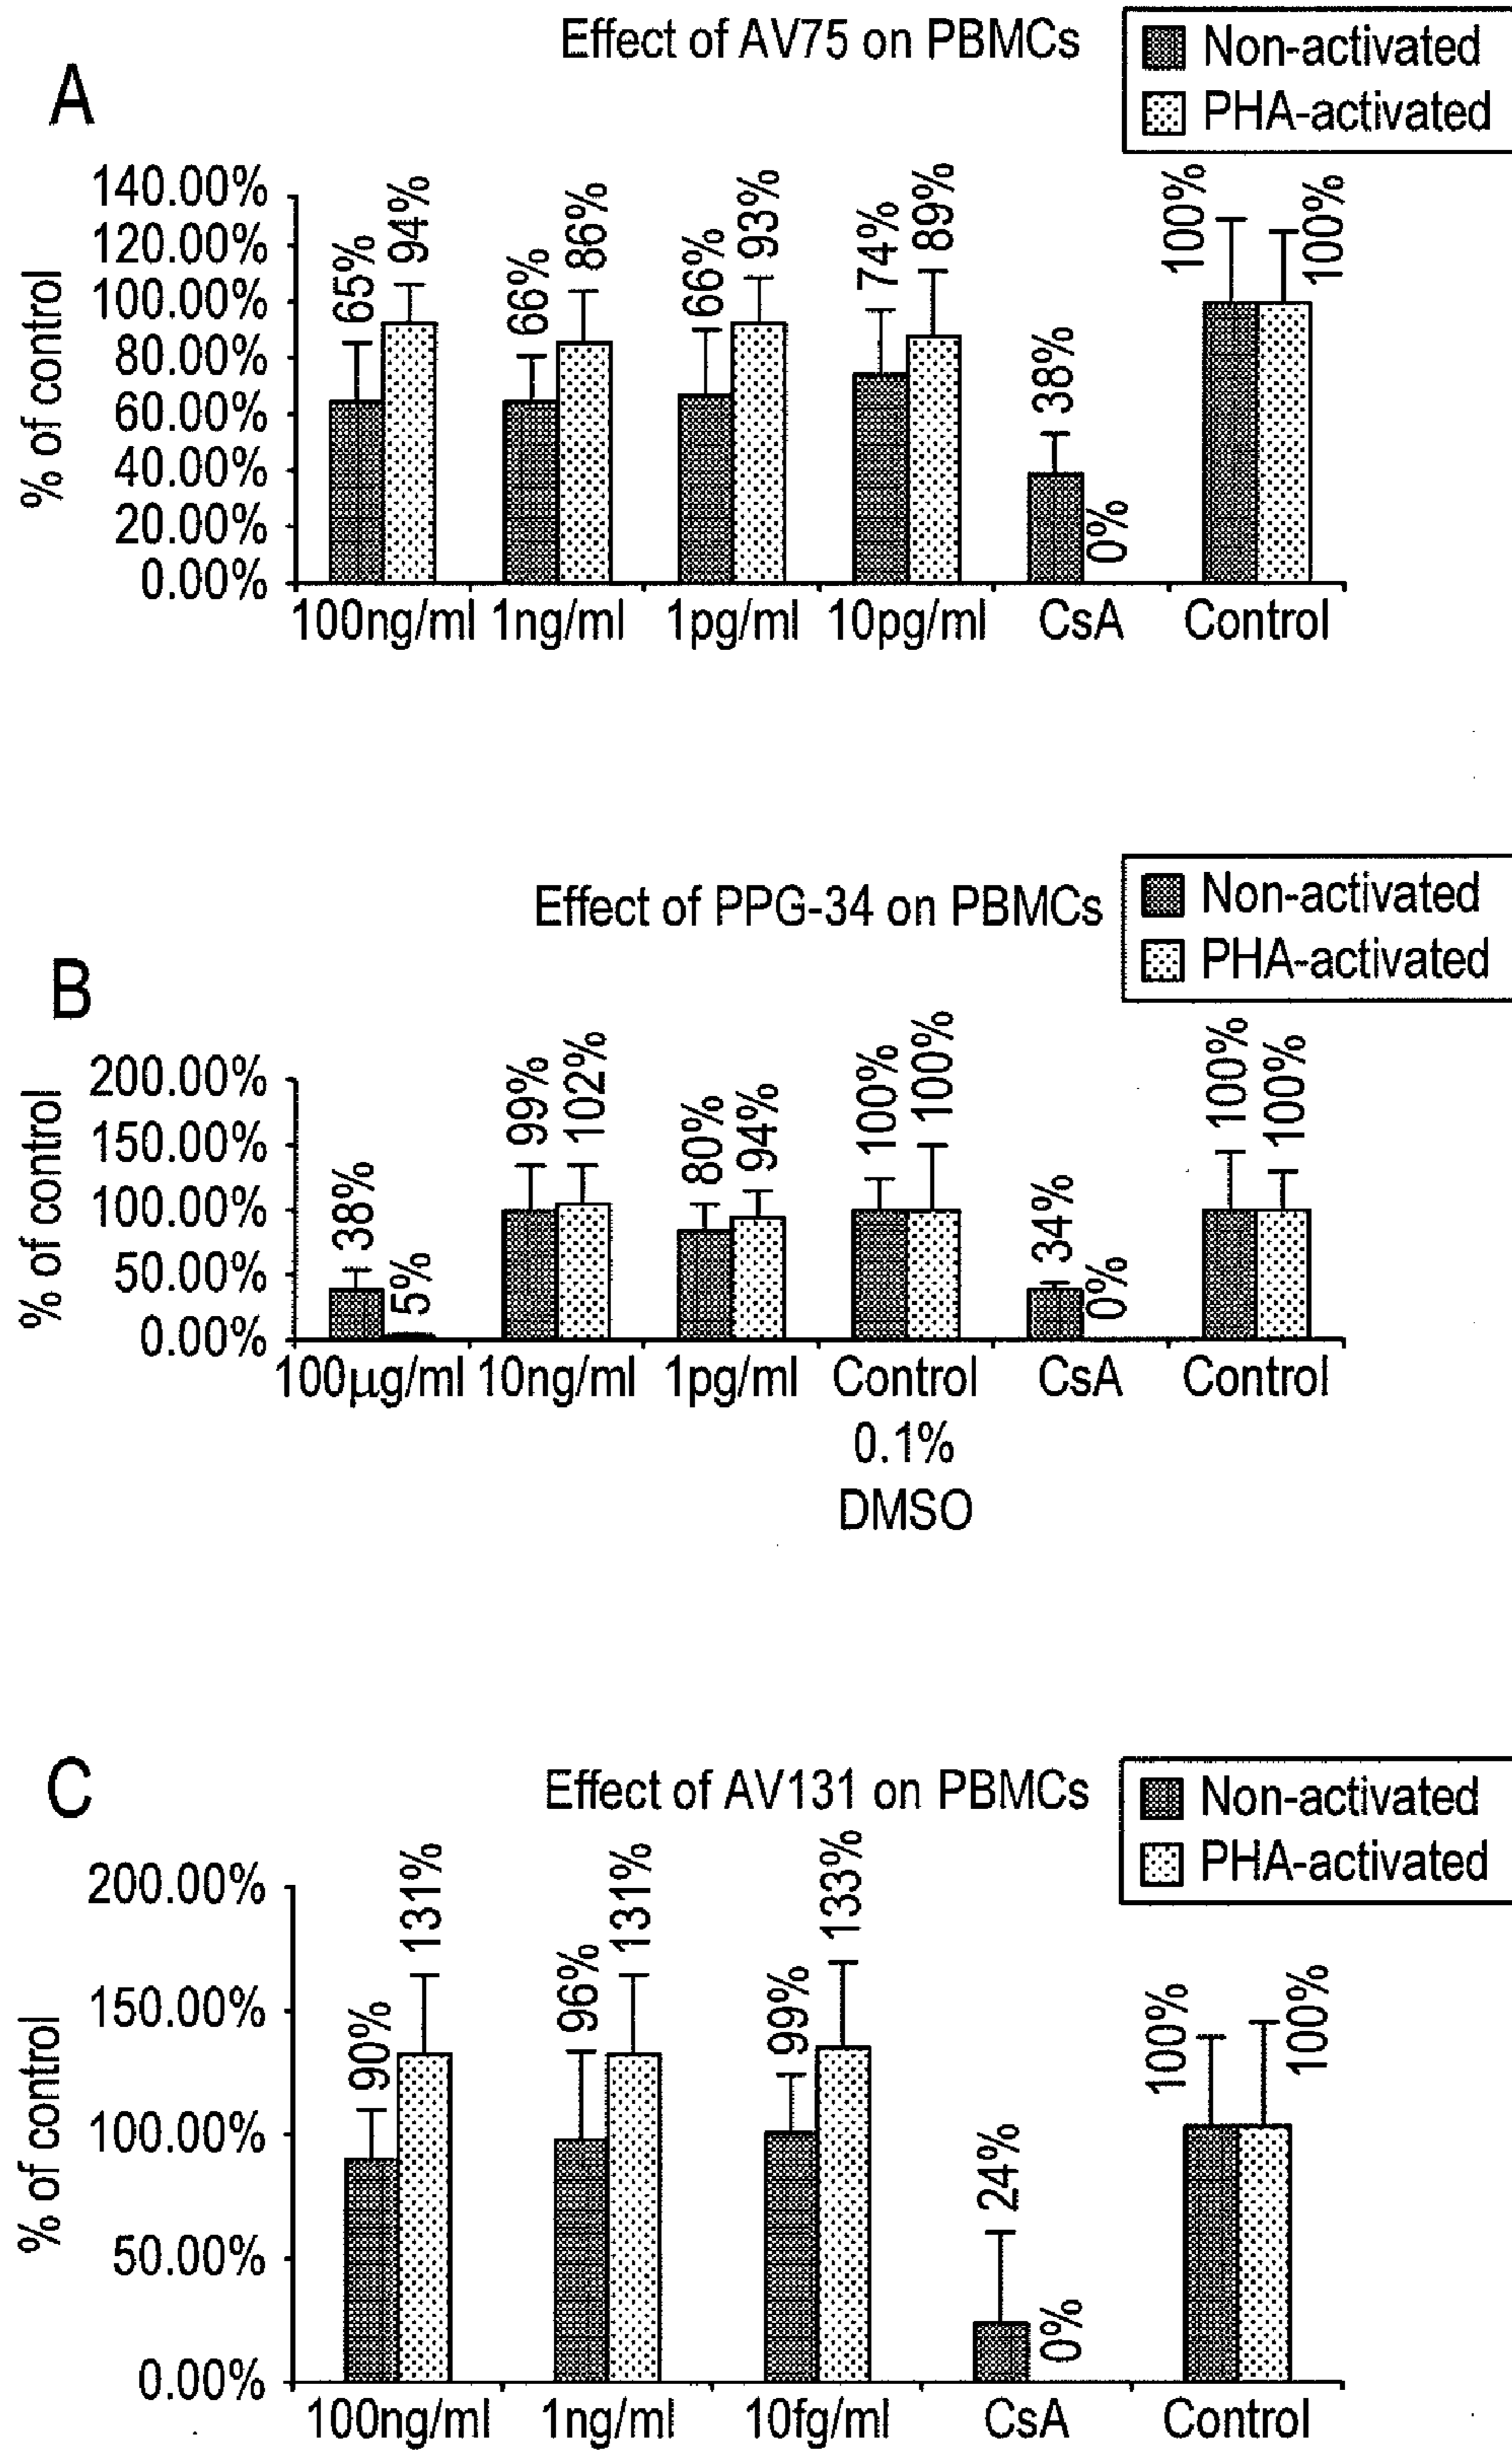 Effect of AV75 on PBMCs
Non-activated
PHA-activated
A
% of control
140.00%
120.00%
100.00%
80.00%
60.00%
40.00%
20.00%
0.00%
65% 94% 66% 86% 66% 93% 74% 89% 38% 0% 100% 100%
100ng/ml 1ng/ml 1pg/ml 10pg/ml CsA Control
Effect of PPG-34 on PBMCs
Non-activated
PHA-activated
B
% of control
200.00%
150.00%
100.00%
50.00%
0.00%
38% 5% 99% 102% 80% 94% 100% 100% 34% 0% 100% 100%
100µg/ml 10ng/ml 1pg/ml Control CsA Control
0.1%
DMSO
C
Effect of AV131 on PBMCs
Non-activated
PHA-activated
% of control
200.00%
150.00%
100.00%
50.00%
0.00%
90% 131% 96% 131% 99% 133% 24% 0% 100% 100%
100ng/ml 1ng/ml 10fg/ml CsA Control